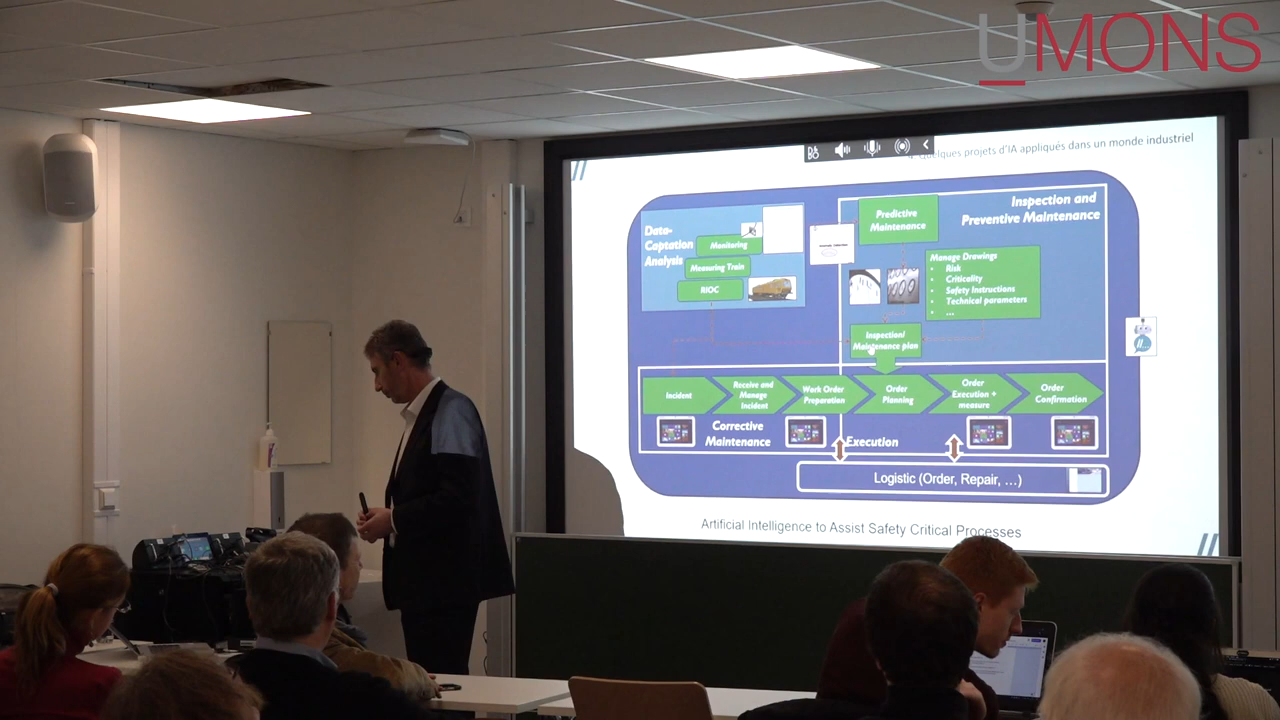 UMONS
Quelques projets d'IA appliqués dans un monde industriel
Data-
Captation
Analysis
Monitoring
Measuring Train
RIOC
Predictive
Maintenance
Inspection and
Preventive Maintenance
Manage Drawings
• Risk
• Criticality
• Safety Instructions
• Technical parameters
• ...
Inspection/
Maintenance plan
Incident
Receive and
Manage
Incident
Work Order
Preparation
Order
Planning
Order
Execution +
measure
Order
Confirmation
Corrective
Maintenance
Execution
Logistic (Order, Repair, ...)
Artificial Intelligence to Assist Safety Critical Processes